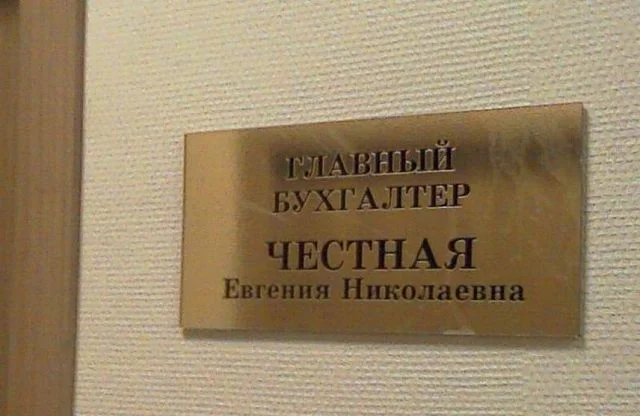 ГЛАВНЫЙ
БУХГАЛТЕР
ЧЕСТНАЯ
Евгения Николаевна